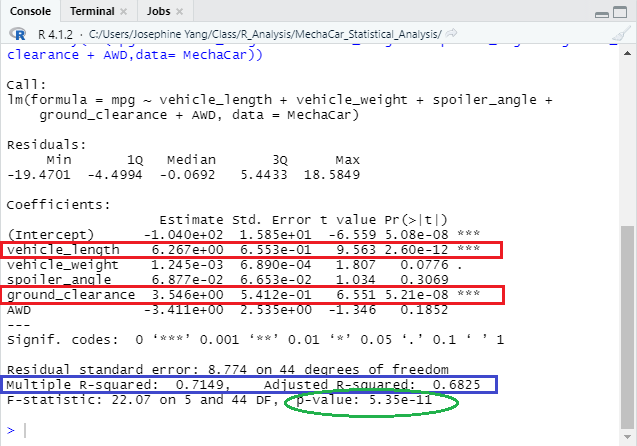 Console Terminal × Jobs ×
R 4.1.2 · C:/Users/Josephine Yang/Class/R_Analysis/MechaCar_Statistical_Analysis/
clearance + AWD,data= MechaCar))
Call:
lm(formula = mpg ~ vehicle_length + vehicle_weight + spoiler_angle +
    ground_clearance + AWD, data = MechaCar)
Residuals:
     Min       1Q   Median       3Q      Max
-19.4701  -4.4994  -0.0692   5.4433  18.5849
Coefficients:
                   Estimate Std. Error t value Pr(>|t|)
(Intercept)      -1.040e+02  1.585e+01  -6.559 5.08e-08 ***
vehicle_length    6.267e+00  6.553e-01   9.563 2.60e-12 ***
vehicle_weight    1.245e-03  6.890e-04   1.807   0.0776 .
spoiler_angle     6.877e-02  6.653e-02   1.034   0.3069
ground_clearance  3.546e+00  5.412e-01   6.551 5.21e-08 ***
AWD              -3.411e+00  2.535e+00  -1.346   0.1852
---
Signif. codes:  0 ‘***’ 0.001 ‘**’ 0.01 ‘*’ 0.05 ‘.’ 0.1 ‘ ’ 1
Residual standard error: 8.774 on 44 degrees of freedom
Multiple R-squared:  0.7149,    Adjusted R-squared:  0.6825
F-statistic: 22.07 on 5 and 44 DF,  p-value: 5.35e-11
>